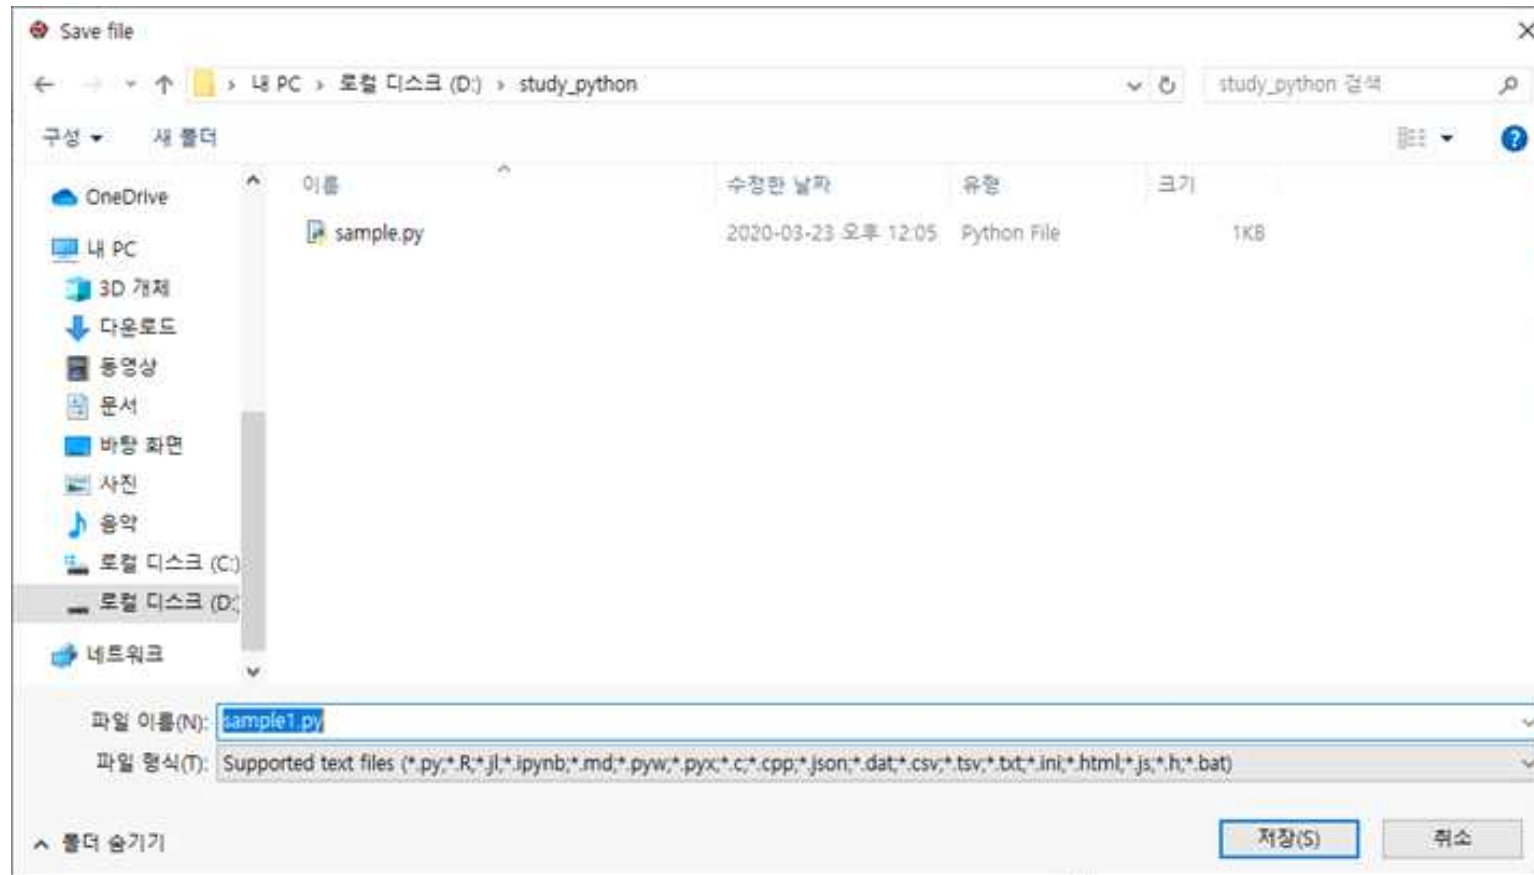 Save file
내 PC › 로컬 디스크 (D:) › study_python
study_python 검색
구성 새 폴더
이름 수정한 날짜 유형 크기
sample.py 2020-03-23 오후 12:05 Python File 1KB
OneDrive
내 PC
3D 개체
다운로드
동영상
문서
바탕 화면
사진
음악
로컬 디스크 (C:)
로컬 디스크 (D:)
네트워크
파일 이름(N): sample1.py
파일 형식(T): Supported text files (*.py;*.R;*.jl;*.ipynb;*.md;*.pyw;*.pyx;*.c;*.cpp;*.json;*.dat;*.csv;*.tsv;*.txt;*.ini;*.html;*.js;*.h;*.bat)
폴더 숨기기
저장(S) 취소